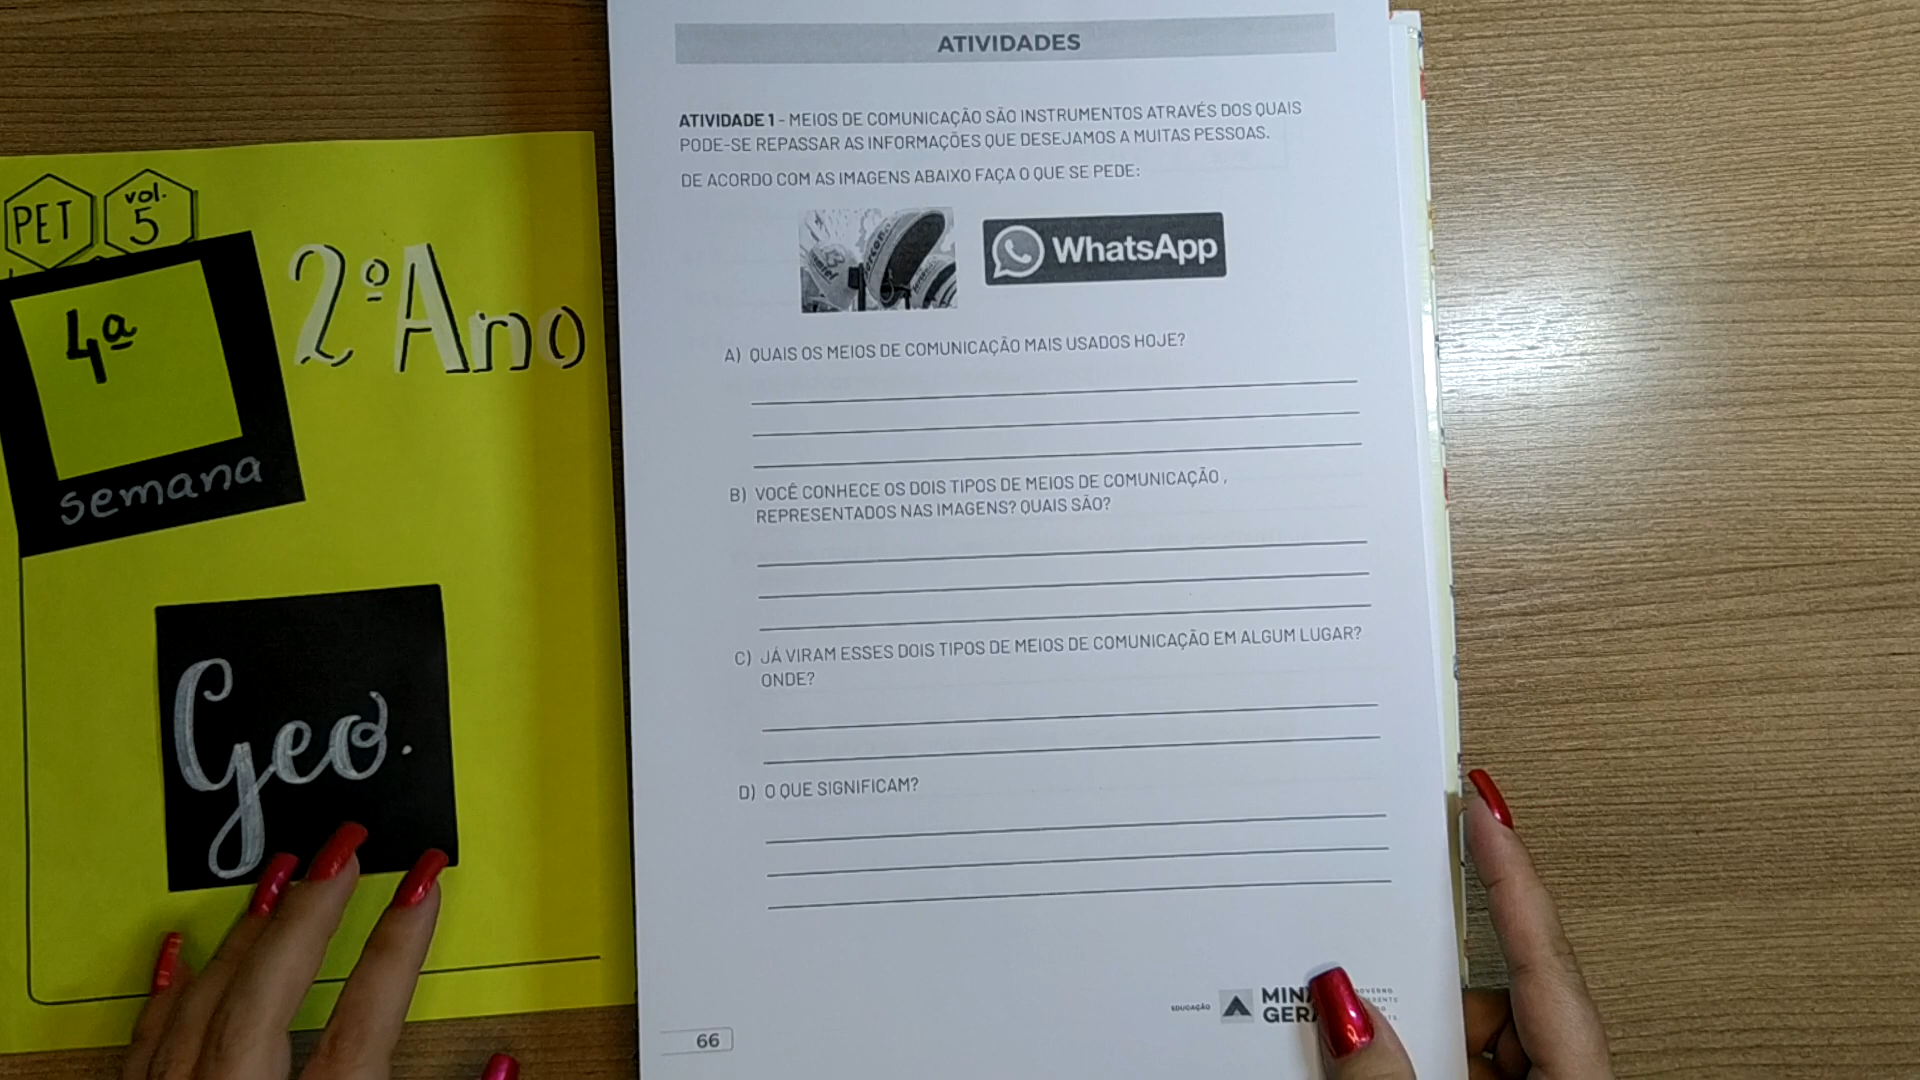 PET
vol.
5
4ª
semana
2º Ano
Geo.
ATIVIDADES
ATIVIDADE 1 - MEIOS DE COMUNICAÇÃO SÃO INSTRUMENTOS ATRAVÉS DOS QUAIS
PODE-SE REPASSAR AS INFORMAÇÕES QUE DESEJAMOS A MUITAS PESSOAS.
DE ACORDO COM AS IMAGENS ABAIXO FAÇA O QUE SE PEDE:
WhatsApp
A) QUAIS OS MEIOS DE COMUNICAÇÃO MAIS USADOS HOJE?
B) VOCÊ CONHECE OS DOIS TIPOS DE MEIOS DE COMUNICAÇÃO ,
REPRESENTADOS NAS IMAGENS? QUAIS SÃO?
C) JÁ VIRAM ESSES DOIS TIPOS DE MEIOS DE COMUNICAÇÃO EM ALGUM LUGAR?
ONDE?
D) O QUE SIGNIFICAM?
EDUCAÇÃO
66